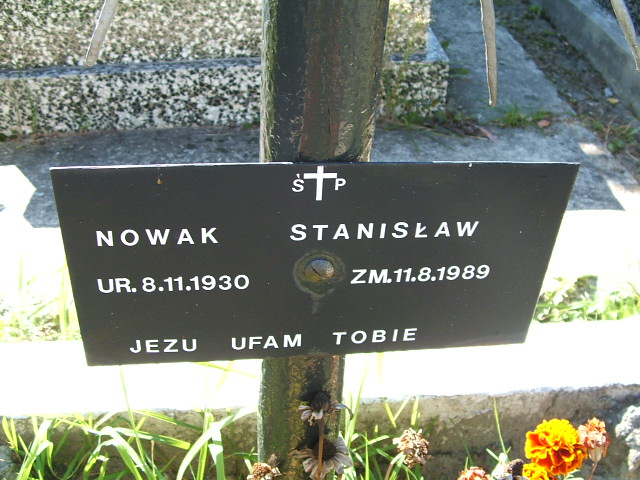 Ś P
NOWAK STANISŁAW
UR. 8.11.1930 ZM.11.8.1989
JEZU UFAM TOBIE